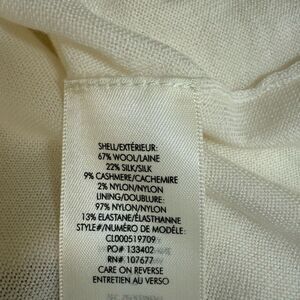 SHELL/EXTÉRIEUR:
67% WOOL/LAINE
22% SILK/SILK
9% CASHMERE/CACHEMIRE
2% NYLON/NYLON
LINING/DOUBLURE:
97% NYLON/NYLON
13% ELASTANE/ÉLASTHANNE
STYLE#/NUMÉRO DE MODÈLE:
CL000519709
PO# 133402
RN# 107677
CARE ON REVERSE
ENTRETIEN AU VERSO